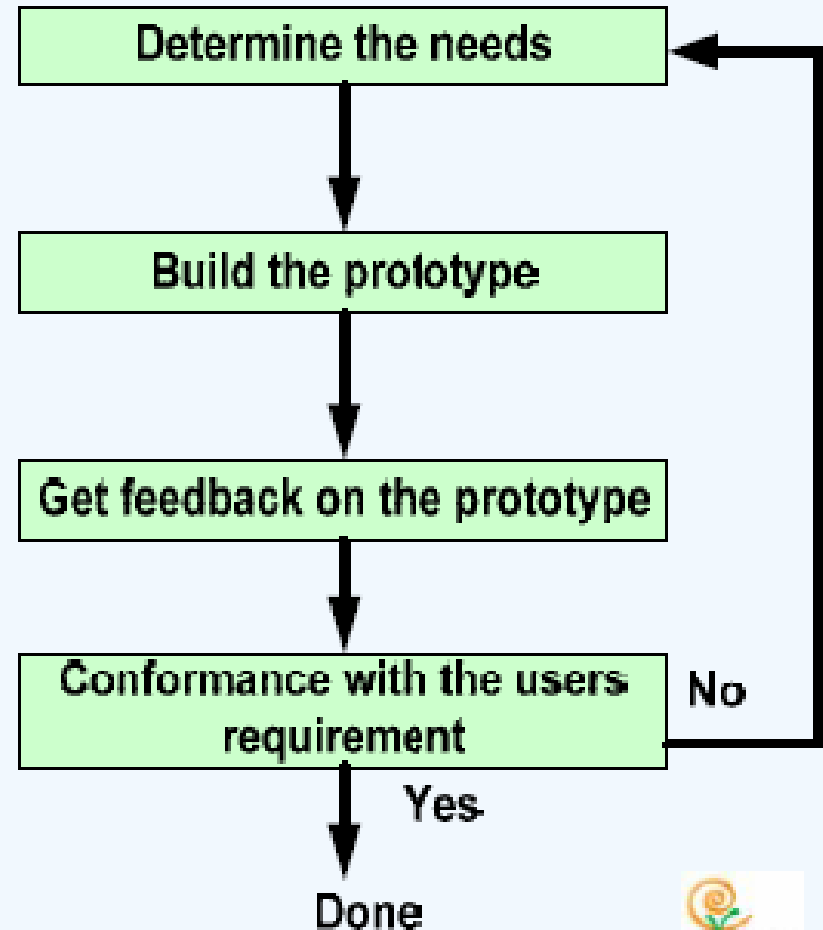 Determine the needs
Build the prototype
Get feedback on the prototype
Conformance with the users
requirement
No
Yes
Done